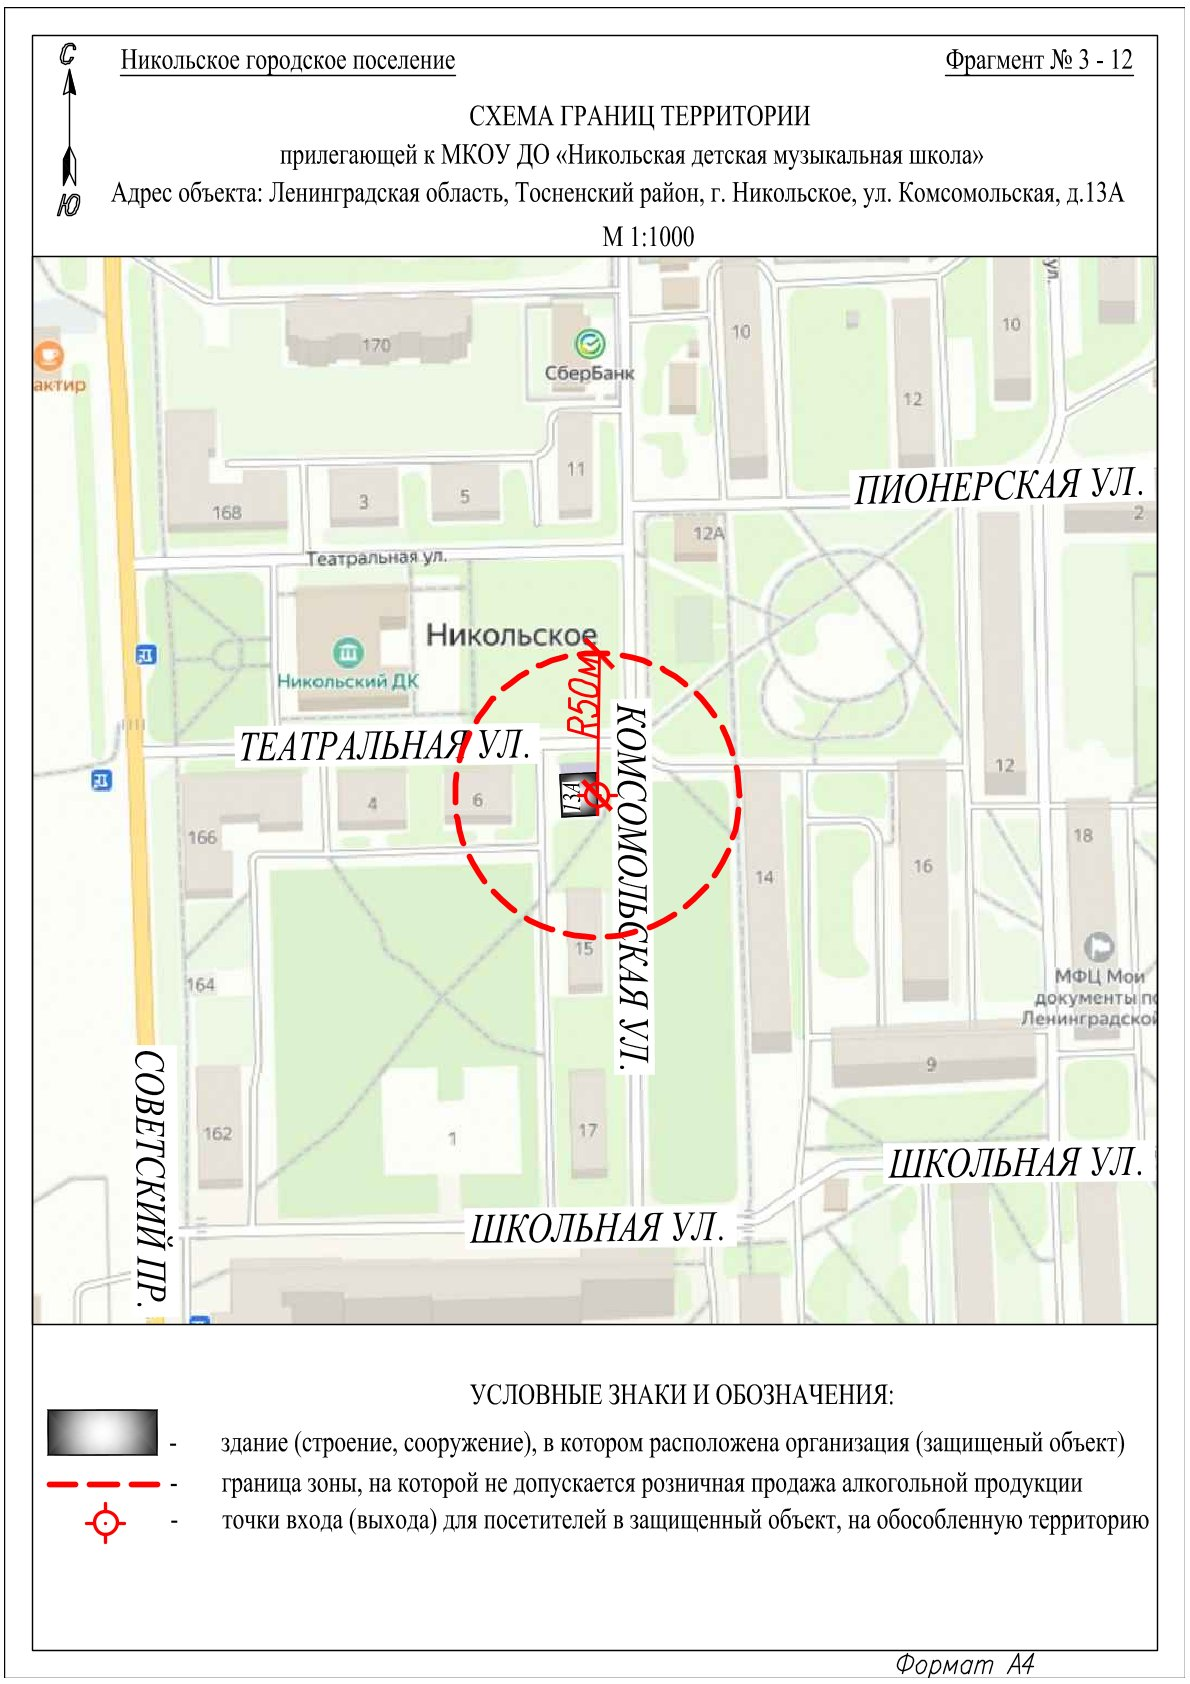 С
Ю
Никольское городское поселение
Фрагмент № 3 - 12
СХЕМА ГРАНИЦ ТЕРРИТОРИИ
прилегающей к МКОУ ДО «Никольская детская музыкальная школа»
Адрес объекта: Ленинградская область, Тосненский район, г. Никольское, ул. Комсомольская, д.13А
М 1:1000
ул.
10
10
170
СберБанк
актир
12
11
3
5
168
ПИОНЕРСКАЯ УЛ.
2
12А
Театральная ул.
Никольское
Никольский ДК
R50м
КОМСОМОЛЬСКАЯ УЛ.
ТЕАТРАЛЬНАЯ УЛ.
12
13А
4
6
166
18
16
14
15
164
МФЦ Мои
документы по
Ленинградской
9
СОВЕТСКИЙ ПР.
162
1
17
ШКОЛЬНАЯ УЛ.
ШКОЛЬНАЯ УЛ.
УСЛОВНЫЕ ЗНАКИ И ОБОЗНАЧЕНИЯ:
- здание (строение, сооружение), в котором расположена организация (защищеный объект)
- граница зоны, на которой не допускается розничная продажа алкогольной продукции
- точки входа (выхода) для посетителей в защищенный объект, на обособленную территорию
Формат А4